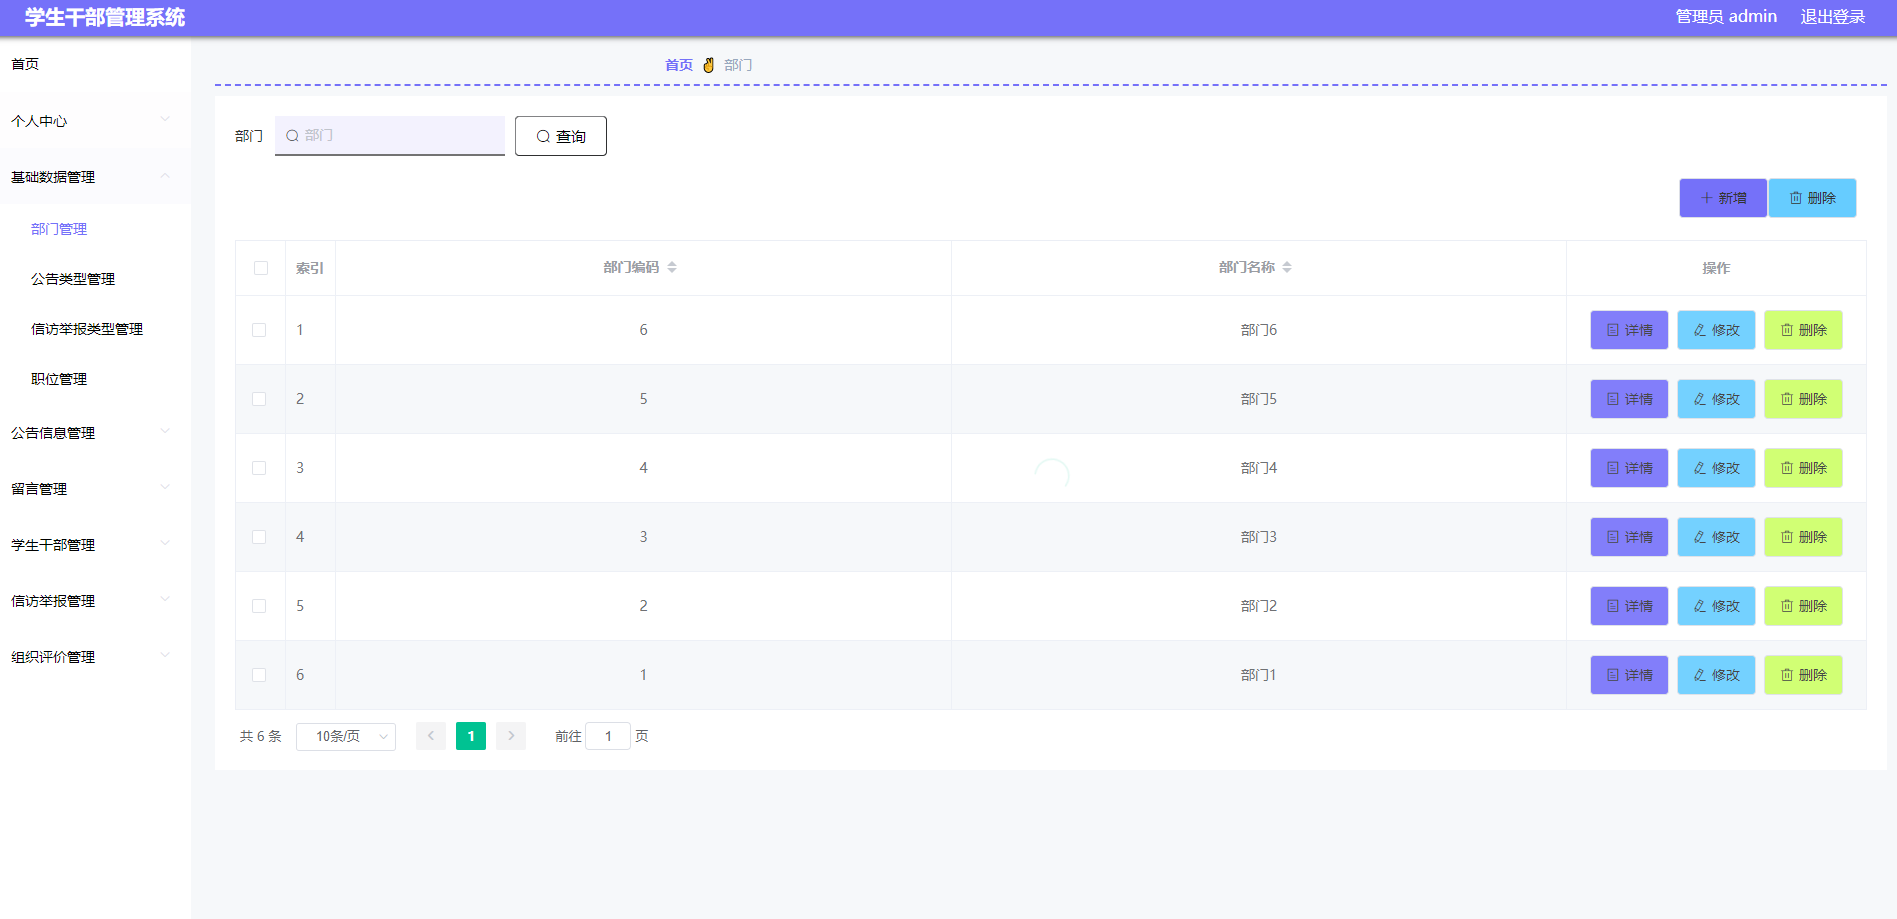 学生干部管理系统
管理员 admin 退出登录
首页
个人中心
基础数据管理
部门管理
公告类型管理
信访举报类型管理
职位管理
公告信息管理
留言管理
学生干部管理
信访举报管理
组织评价管理
首页 ✌ 部门
部门 部门 查询
新增 删除
索引 部门编码 部门名称 操作
1 6 部门6 详情 修改 删除
2 5 部门5 详情 修改 删除
3 4 部门4 详情 修改 删除
4 3 部门3 详情 修改 删除
5 2 部门2 详情 修改 删除
6 1 部门1 详情 修改 删除
共 6 条 10条/页 1 前往 1 页